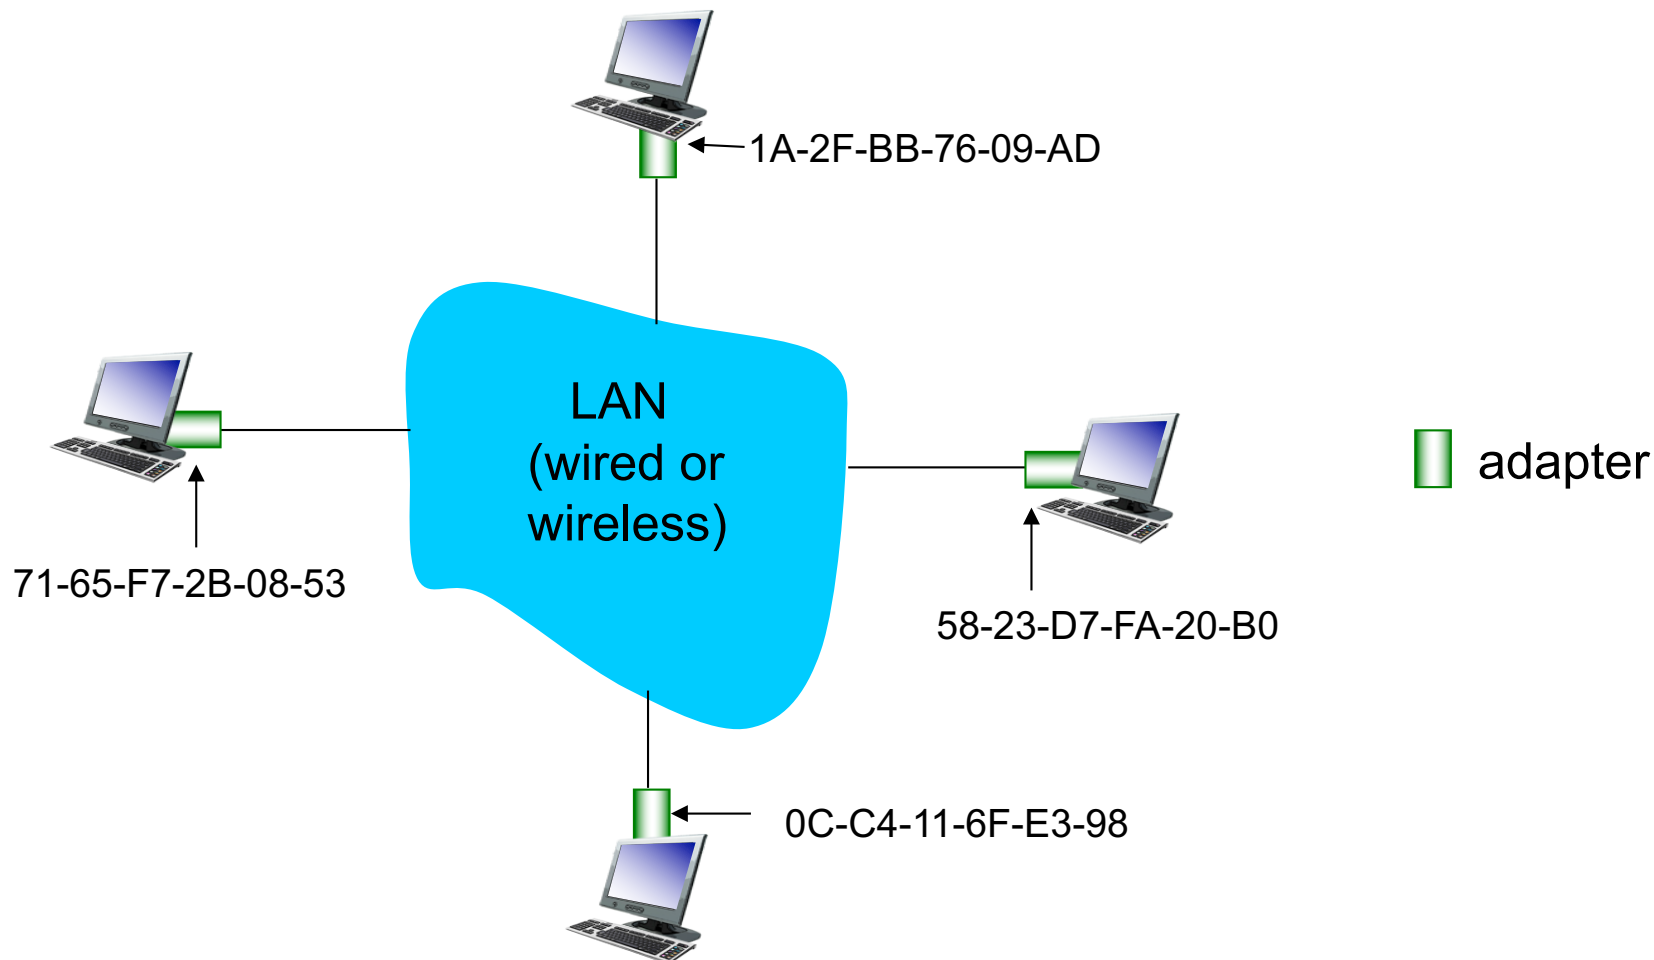 1A-2F-BB-76-09-AD
LAN
(wired or
wireless)
adapter
71-65-F7-2B-08-53
58-23-D7-FA-20-B0
0C-C4-11-6F-E3-98